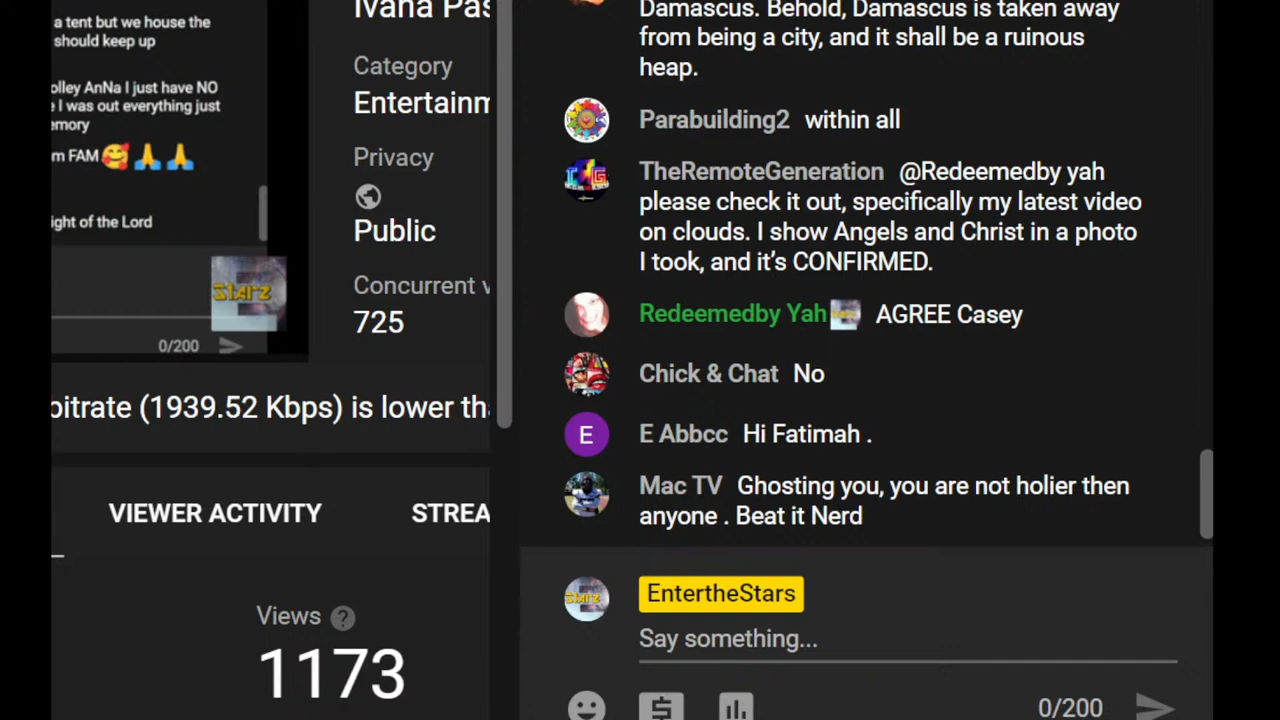 a tent but we house the
should keep up
olley AnNa I just have NO
e I was out everything just
emory
m FAM🥰🙏🙏
ight of the Lord
Starz
0/200
Ivana Pas
Category
Entertainm
Privacy
Public
Concurrent v
725
bitrate (1939.52 Kbps) is lower tha
VIEWER ACTIVITY STREA
Views ?
1173
Damascus. Behold, Damascus is taken away
from being a city, and it shall be a ruinous
heap.
Parabuilding2 within all
TheRemoteGeneration @Redeemedby yah
please check it out, specifically my latest video
on clouds. I show Angels and Christ in a photo
I took, and it’s CONFIRMED.
Redeemedby Yah AGREE Casey
Chick & Chat No
E
E Abbcc Hi Fatimah .
Mac TV Ghosting you, you are not holier then
anyone . Beat it Nerd
Starz
EntertheStars
Say something...
0/200